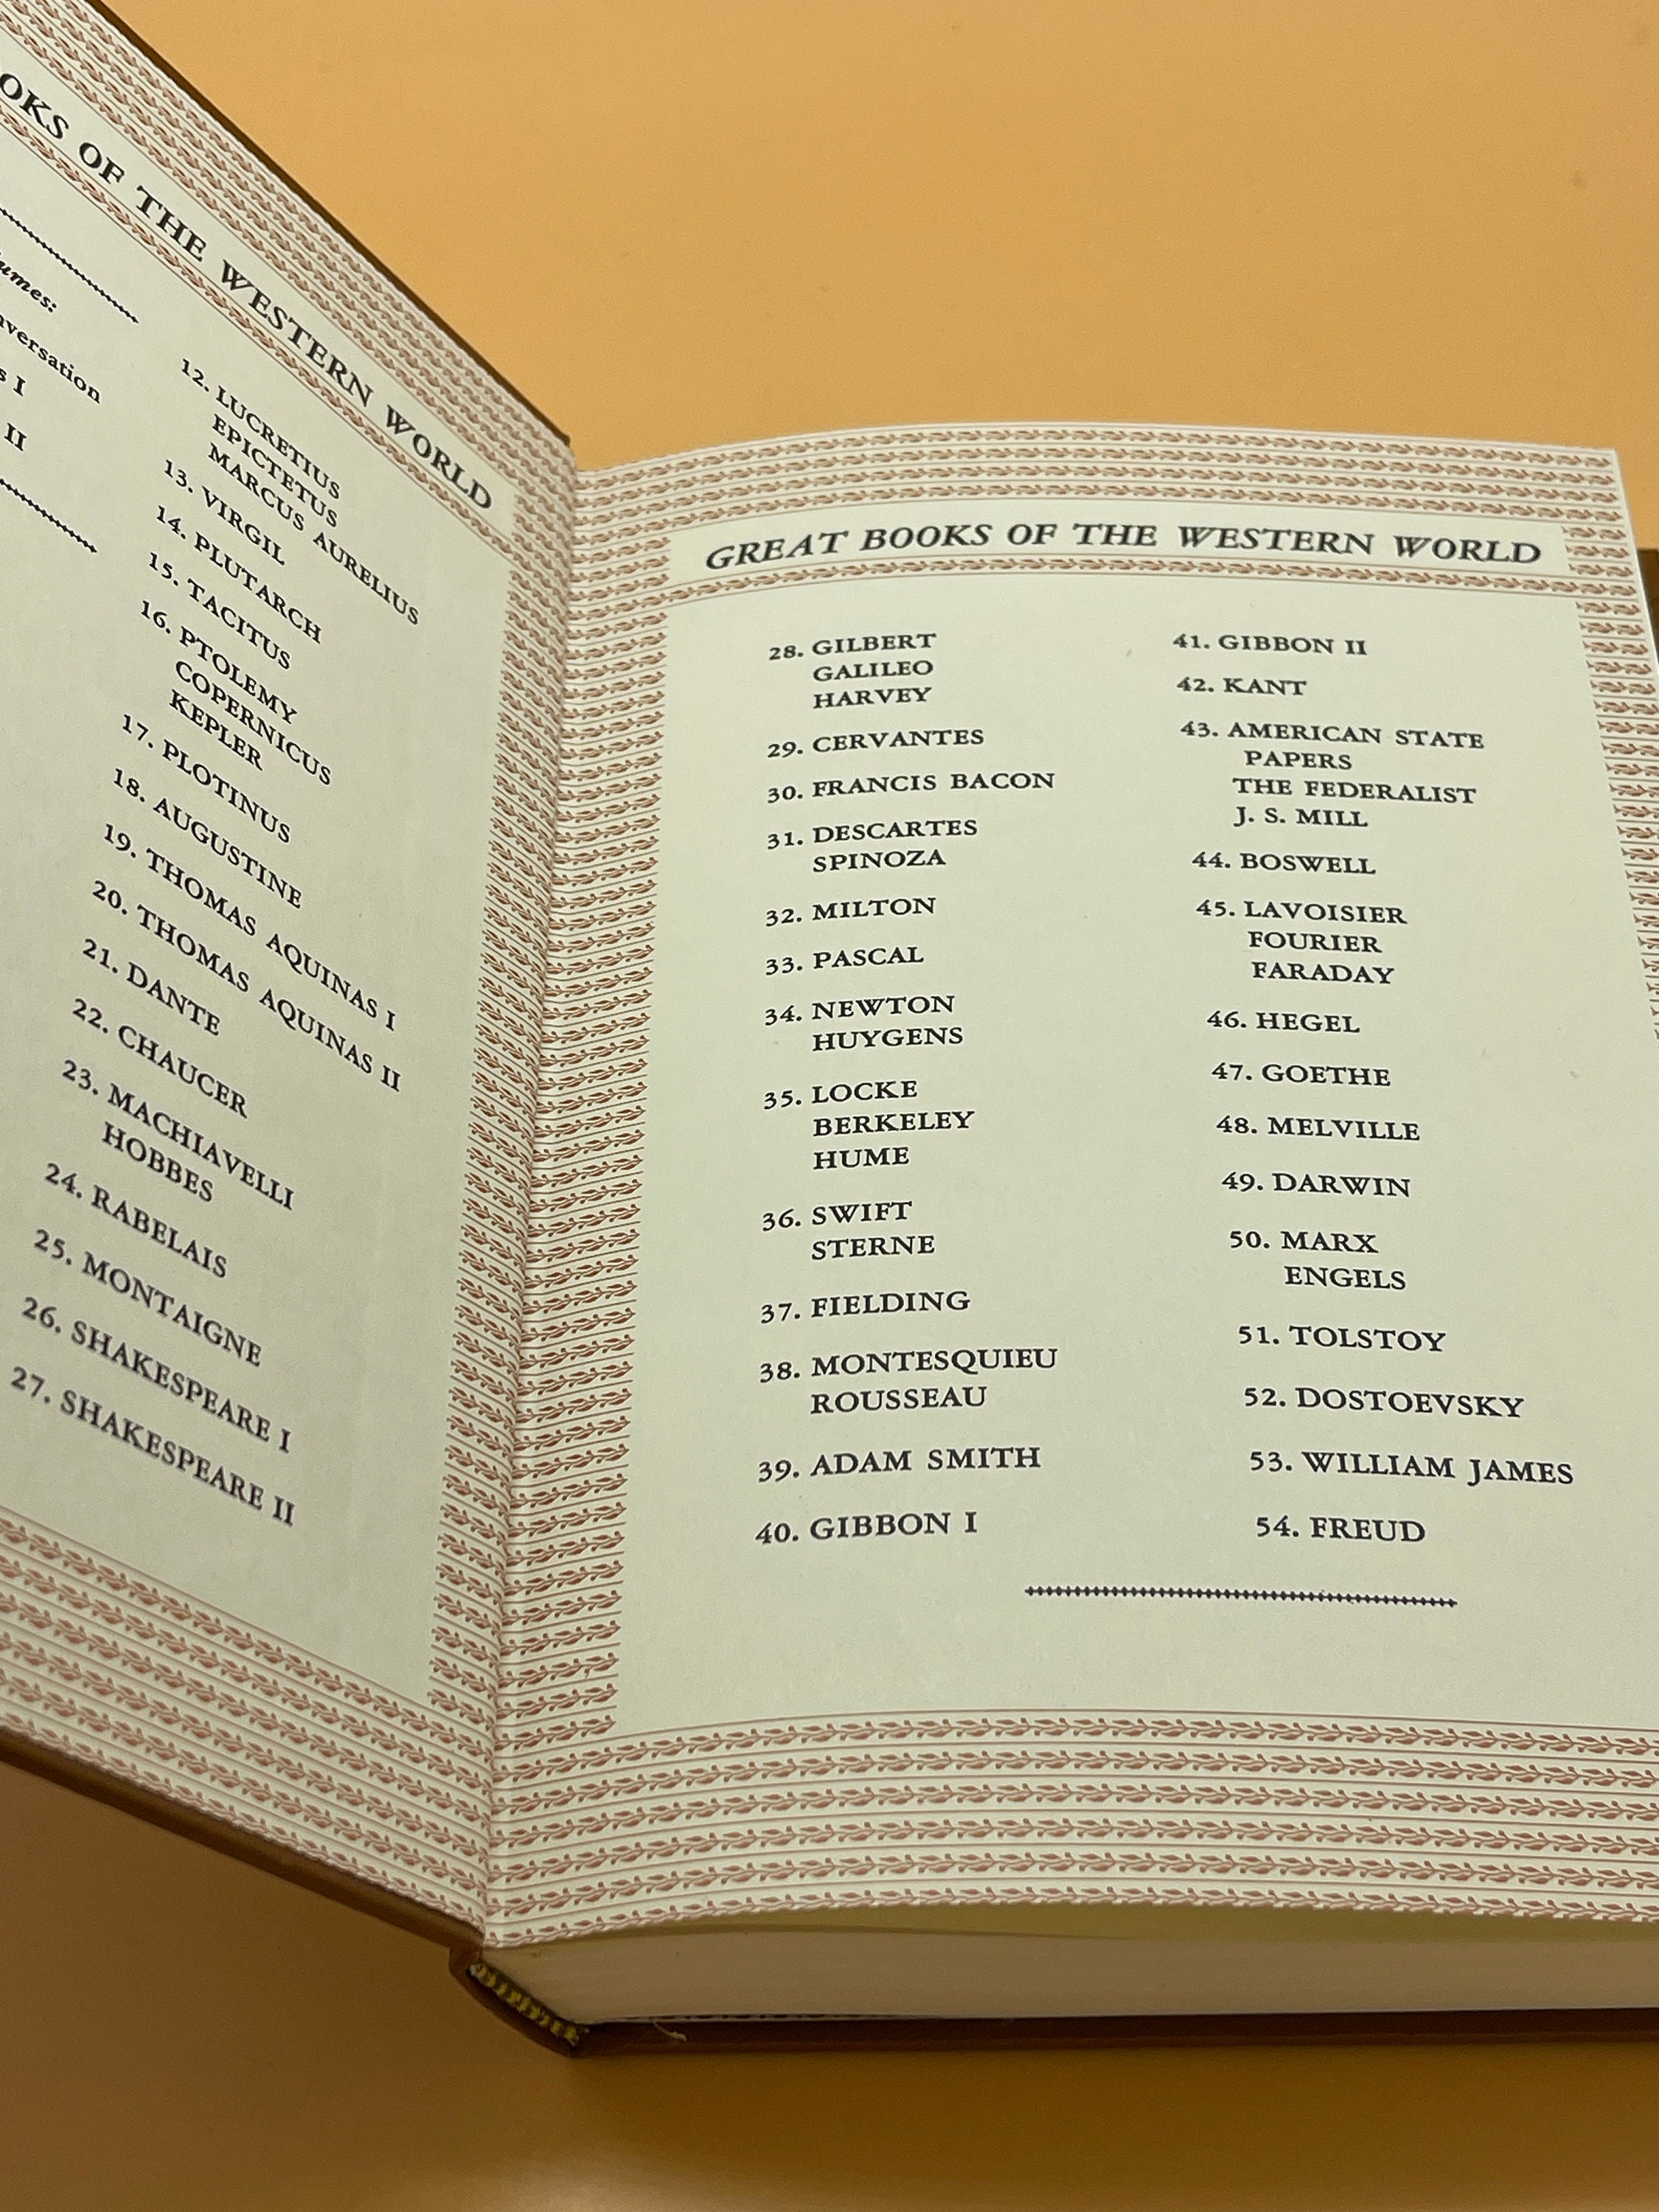 OKS OF THE WESTERN WORLD
umes:
nversation
s I
II
12. LUCRETIUS
EPICTETUS
MARCUS AURELIUS
13. VIRGIL
14. PLUTARCH
15. TACITUS
16. PTOLEMY
COPERNICUS
KEPLER
17. PLOTINUS
18. AUGUSTINE
19. THOMAS AQUINAS I
20. THOMAS AQUINAS II
21. DANTE
22. CHAUCER
23. MACHIAVELLI
HOBBES
24. RABELAIS
25. MONTAIGNE
26. SHAKESPEARE I
27. SHAKESPEARE II
GREAT BOOKS OF THE WESTERN WORLD
28. GILBERT
GALILEO
HARVEY
29. CERVANTES
30. FRANCIS BACON
31. DESCARTES
SPINOZA
32. MILTON
33. PASCAL
34. NEWTON
HUYGENS
35. LOCKE
BERKELEY
HUME
36. SWIFT
STERNE
37. FIELDING
38. MONTESQUIEU
ROUSSEAU
39. ADAM SMITH
40. GIBBON I
41. GIBBON II
42. KANT
43. AMERICAN STATE
PAPERS
THE FEDERALIST
J. S. MILL
44. BOSWELL
45. LAVOISIER
FOURIER
FARADAY
46. HEGEL
47. GOETHE
48. MELVILLE
49. DARWIN
50. MARX
ENGELS
51. TOLSTOY
52. DOSTOEVSKY
53. WILLIAM JAMES
54. FREUD